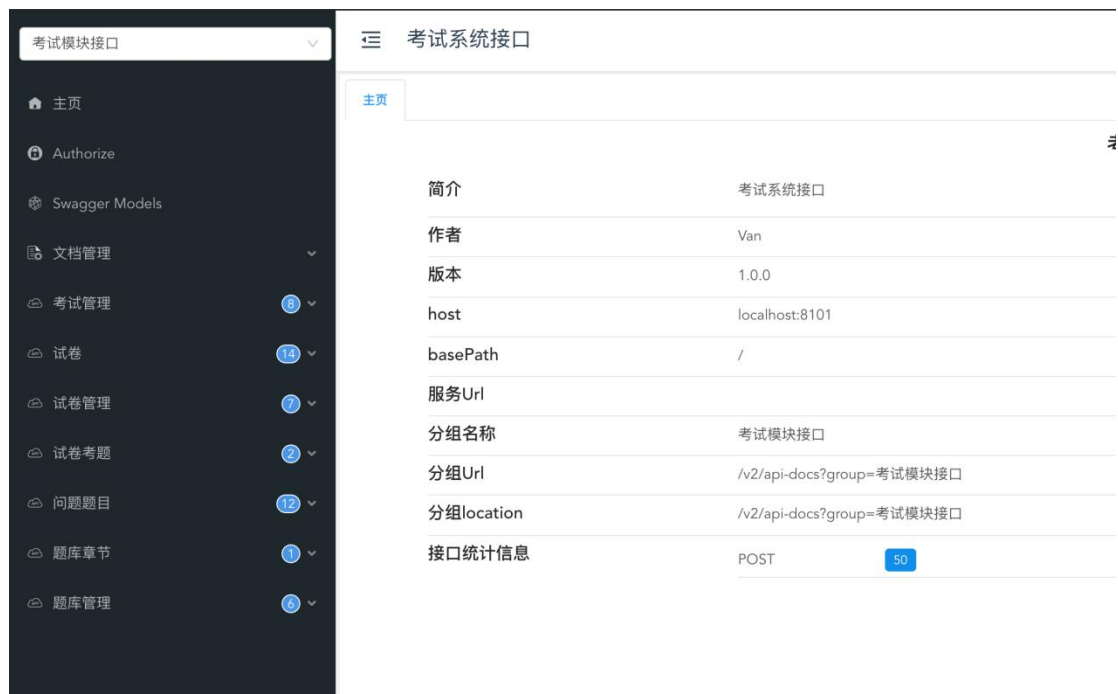 考试模块接口
主页
Authorize
Swagger Models
文档管理
考试管理 8
试卷 14
试卷管理 7
试卷考题 2
问题题目 12
题库章节 1
题库管理 6
考试系统接口
主页
简介 考试系统接口
作者 Van
版本 1.0.0
host localhost:8101
basePath /
服务Url
分组名称 考试模块接口
分组Url /v2/api-docs?group=考试模块接口
分组location /v2/api-docs?group=考试模块接口
接口统计信息 POST 50